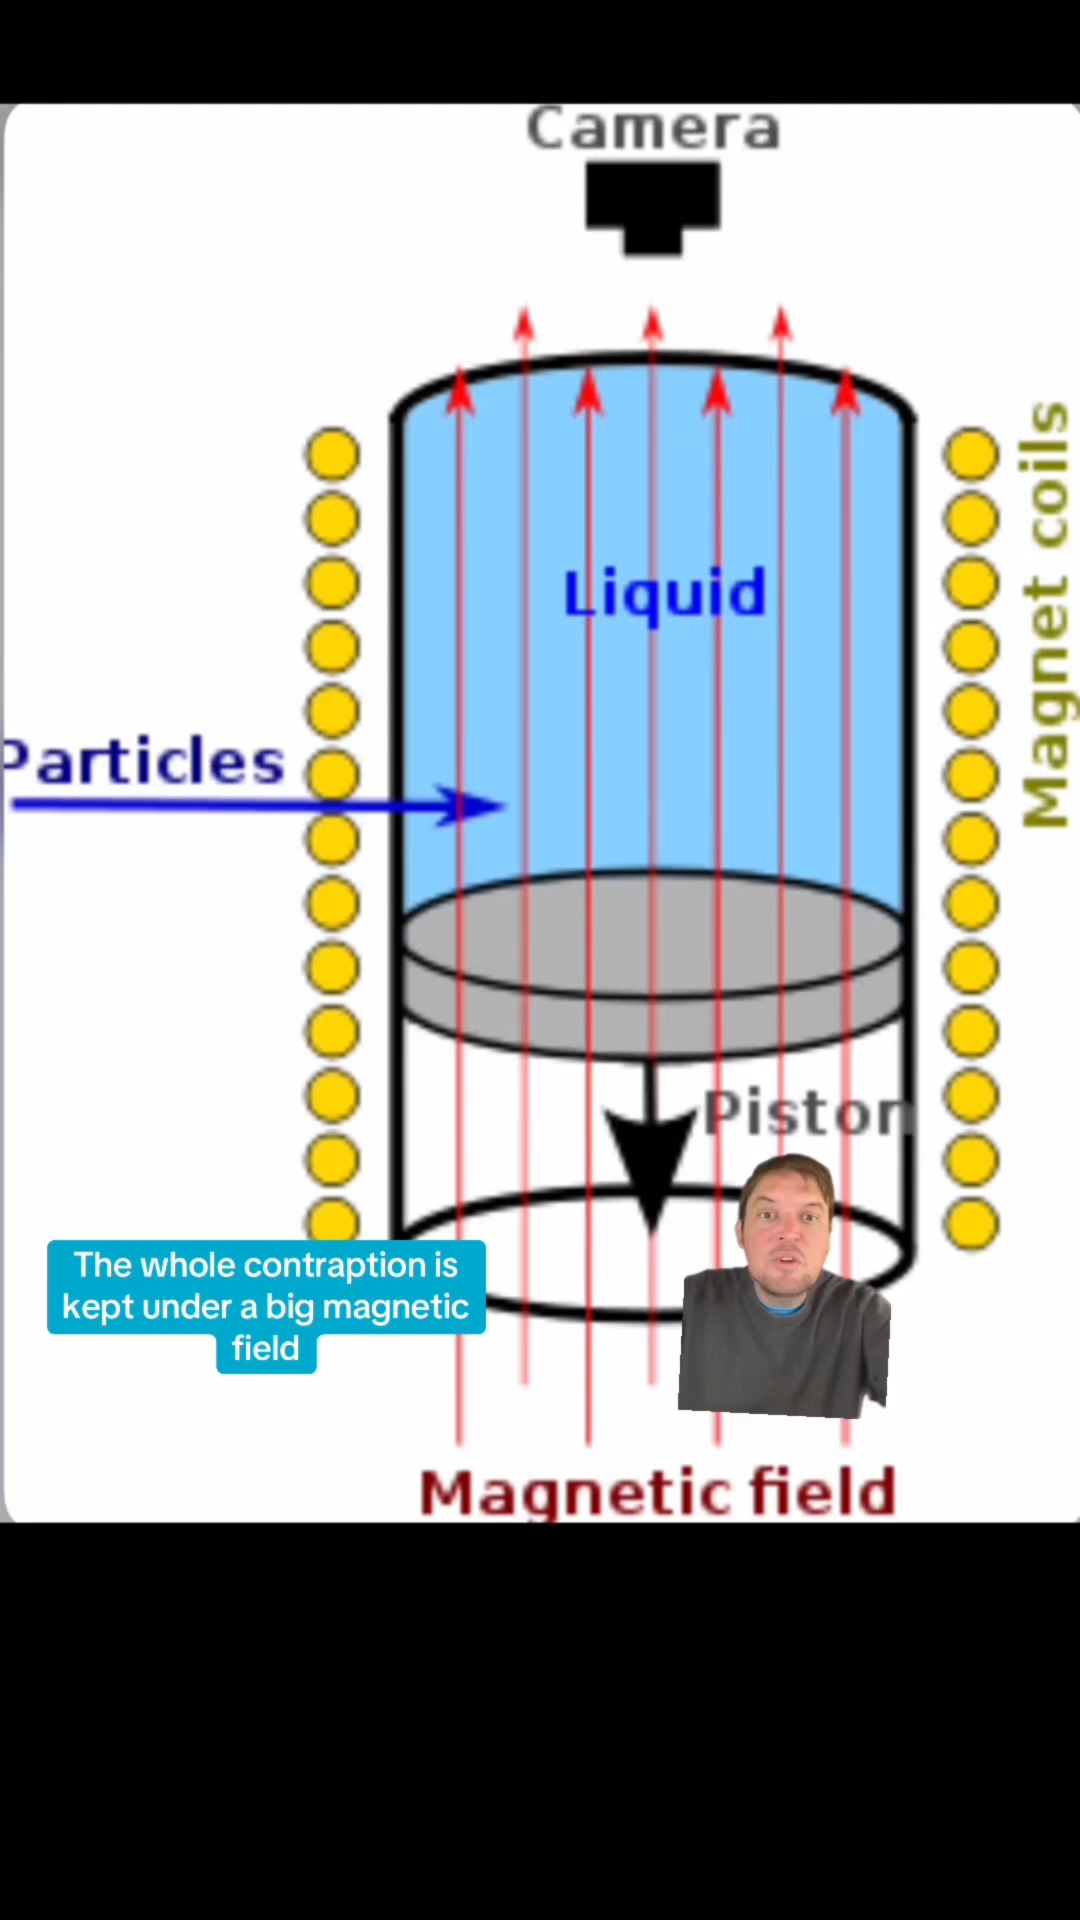 Camera
Liquid
Magnet coils
Particles
Piston
The whole contraption is
kept under a big magnetic
field
Magnetic field